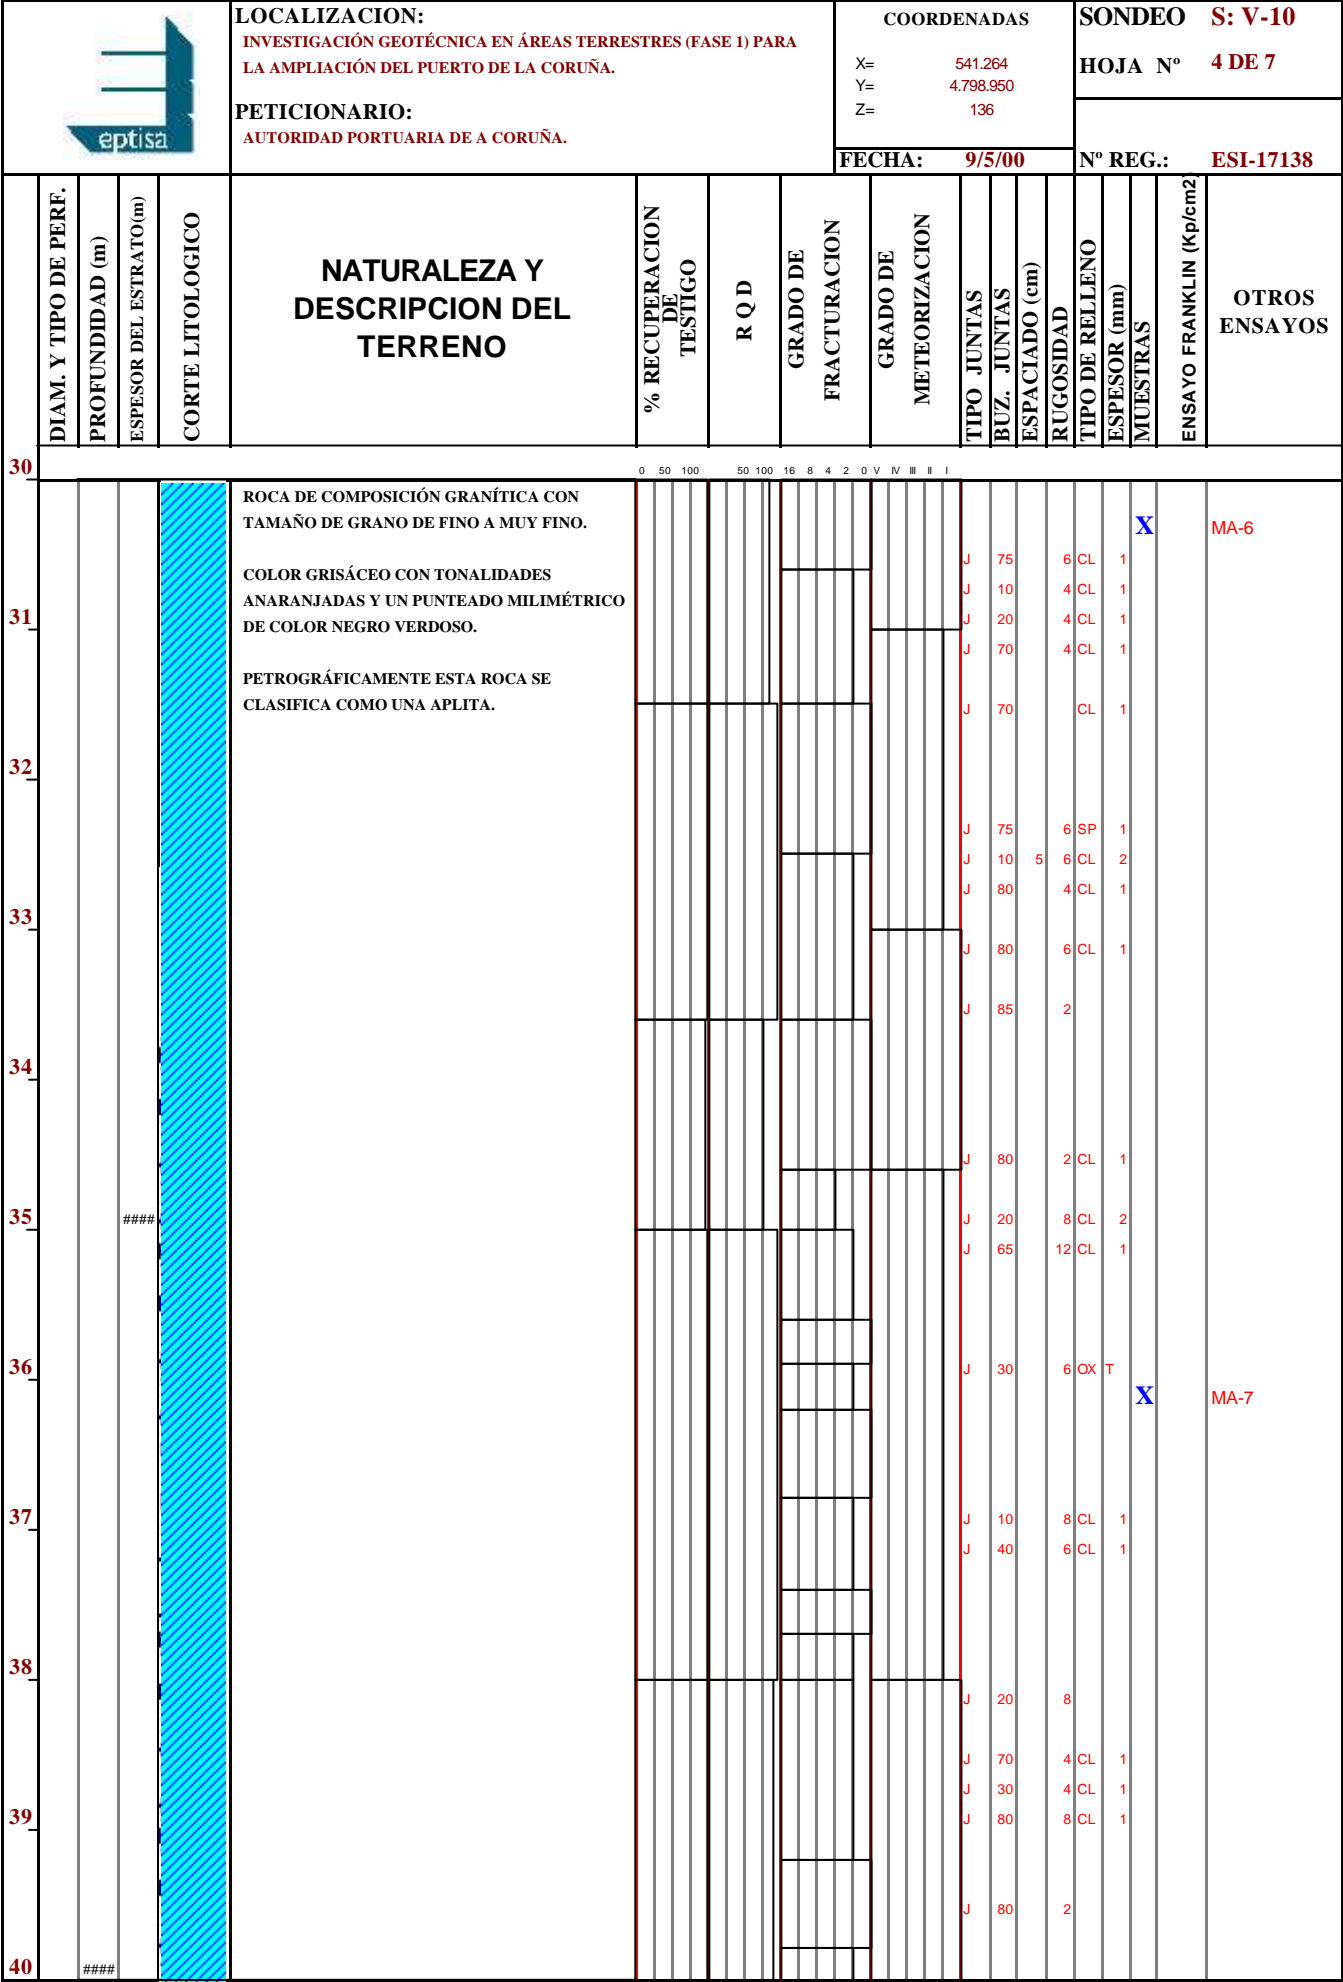 eptisa
LOCALIZACION:
INVESTIGACIÓN GEOTÉCNICA EN ÁREAS TERRESTRES (FASE 1) PARA
LA AMPLIACIÓN DEL PUERTO DE LA CORUÑA.
PETICIONARIO:
AUTORIDAD PORTUARIA DE A CORUÑA.
COORDENADAS
X= 541.264
Y= 4.798.950
Z= 136
FECHA: 9/5/00
SONDEO S: V-10
HOJA Nº 4 DE 7
Nº REG.: ESI-17138
DIAM. Y TIPO DE PERF.
PROFUNDIDAD (m)
ESPESOR DEL ESTRATO(m)
CORTE LITOLOGICO
NATURALEZA Y
DESCRIPCION DEL
TERRENO
% RECUPERACION
DE
TESTIGO
R Q D
GRADO DE
FRACTURACION
GRADO DE
METEORIZACION
TIPO JUNTAS
BUZ. JUNTAS
ESPACIADO (cm)
RUGOSIDAD
TIPO DE RELLENO
ESPESOR (mm)
MUESTRAS
ENSAYO FRANKLIN (Kp/cm2)
OTROS
ENSAYOS
30
0 50 100 50 100 16 8 4 2 0 V IV III II I
ROCA DE COMPOSICIÓN GRANÍTICA CON
TAMAÑO DE GRANO DE FINO A MUY FINO.
X MA-6
J 75 6 CL 1
COLOR GRISÁCEO CON TONALIDADES
J 10 4 CL 1
ANARANJADAS Y UN PUNTEADO MILIMÉTRICO
31
J 20 4 CL 1
DE COLOR NEGRO VERDOSO.
J 70 4 CL 1
PETROGRÁFICAMENTE ESTA ROCA SE
CLASIFICA COMO UNA APLITA.
J 70 CL 1
32
J 75 6 SP 1
J 10 5 6 CL 2
J 80 4 CL 1
33
J 80 6 CL 1
J 85 2
34
J 80 2 CL 1
35 #### J 20 8 CL 2
J 65 12 CL 1
36 J 30 6 OX T
X MA-7
37 J 10 8 CL 1
J 40 6 CL 1
38
J 20 8
J 70 4 CL 1
J 30 4 CL 1
39 J 80 8 CL 1
J 80 2
40 ####